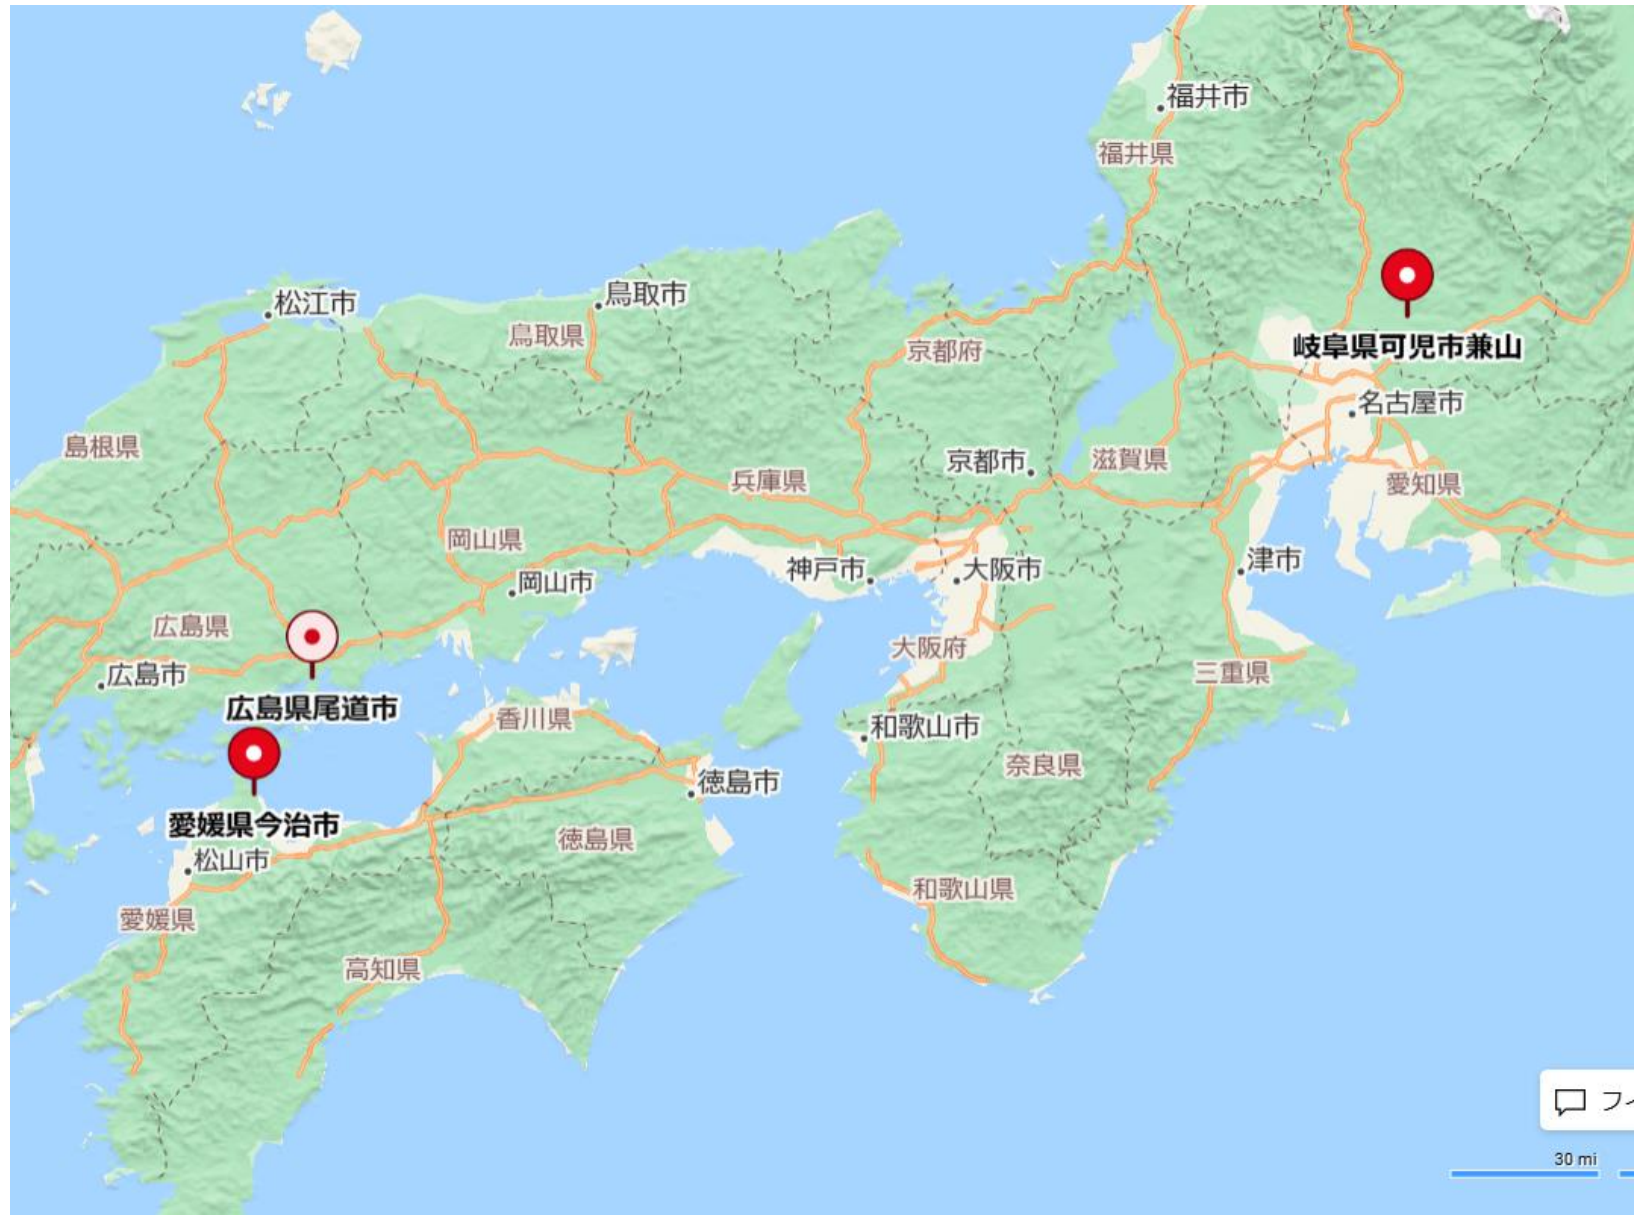 福井市
福井県
松江市
鳥取市
鳥取県
京都府
岐阜県可児市兼山
名古屋市
島根県
京都市
滋賀県
兵庫県
愛知県
岡山県
神戸市
大阪市
津市
岡山市
広島県
大阪府
広島市
三重県
広島県尾道市
香川県
和歌山市
奈良県
徳島市
愛媛県今治市
徳島県
松山市
和歌山県
愛媛県
高知県
フィ
30 mi